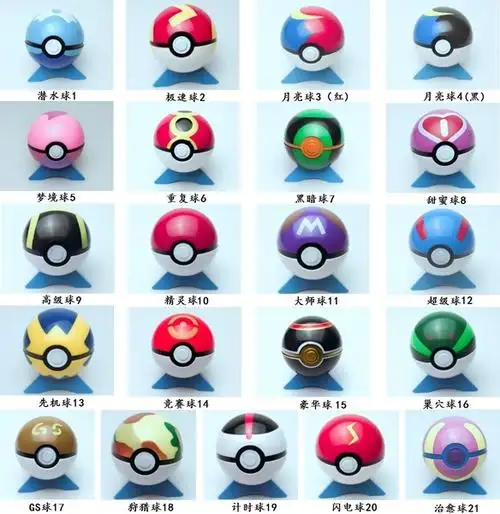 潜水球1
极速球2
月亮球3（红）
月亮球4(黑)
梦境球5
重复球6
黑暗球7
甜蜜球8
高级球9
精灵球10
大师球11
超级球12
先机球13
竞赛球14
豪华球15
巢穴球16
GS球17
狩猎球18
计时球19
闪电球20
治愈球21
M
GS